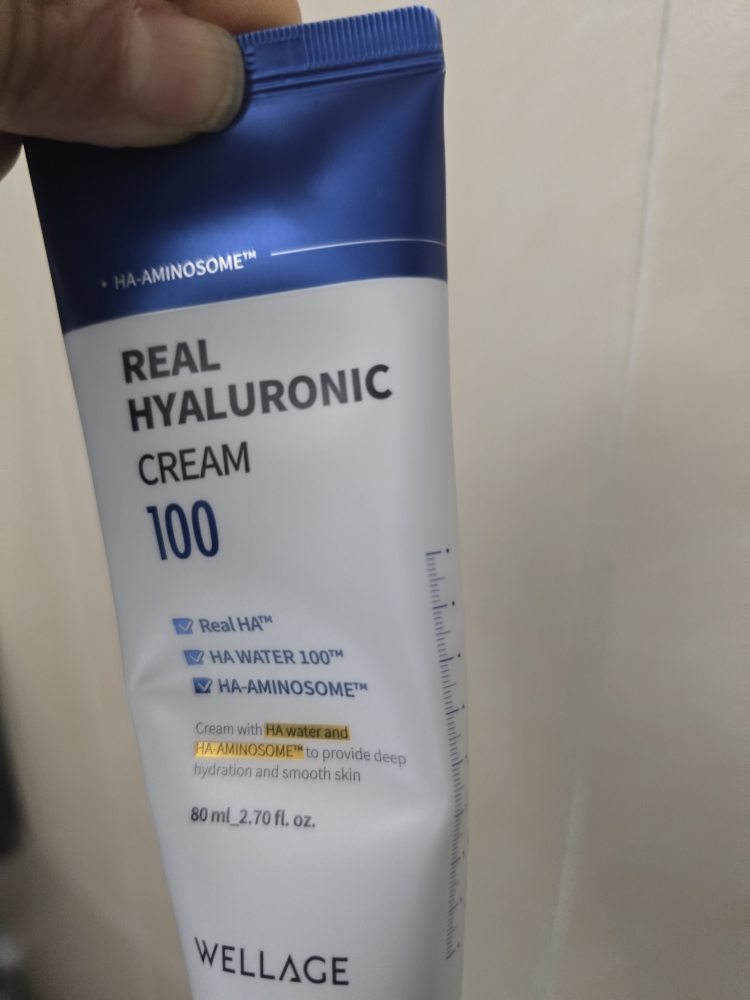 • HA-AMINOSOME™
REAL
HYALURONIC
CREAM
100
Real HA™
HA WATER 100™
HA-AMINOSOME™
Cream with HA water and
HA-AMINOSOME™ to provide deep
hydration and smooth skin
80 ml_2.70 fl. oz.
WELLAGE